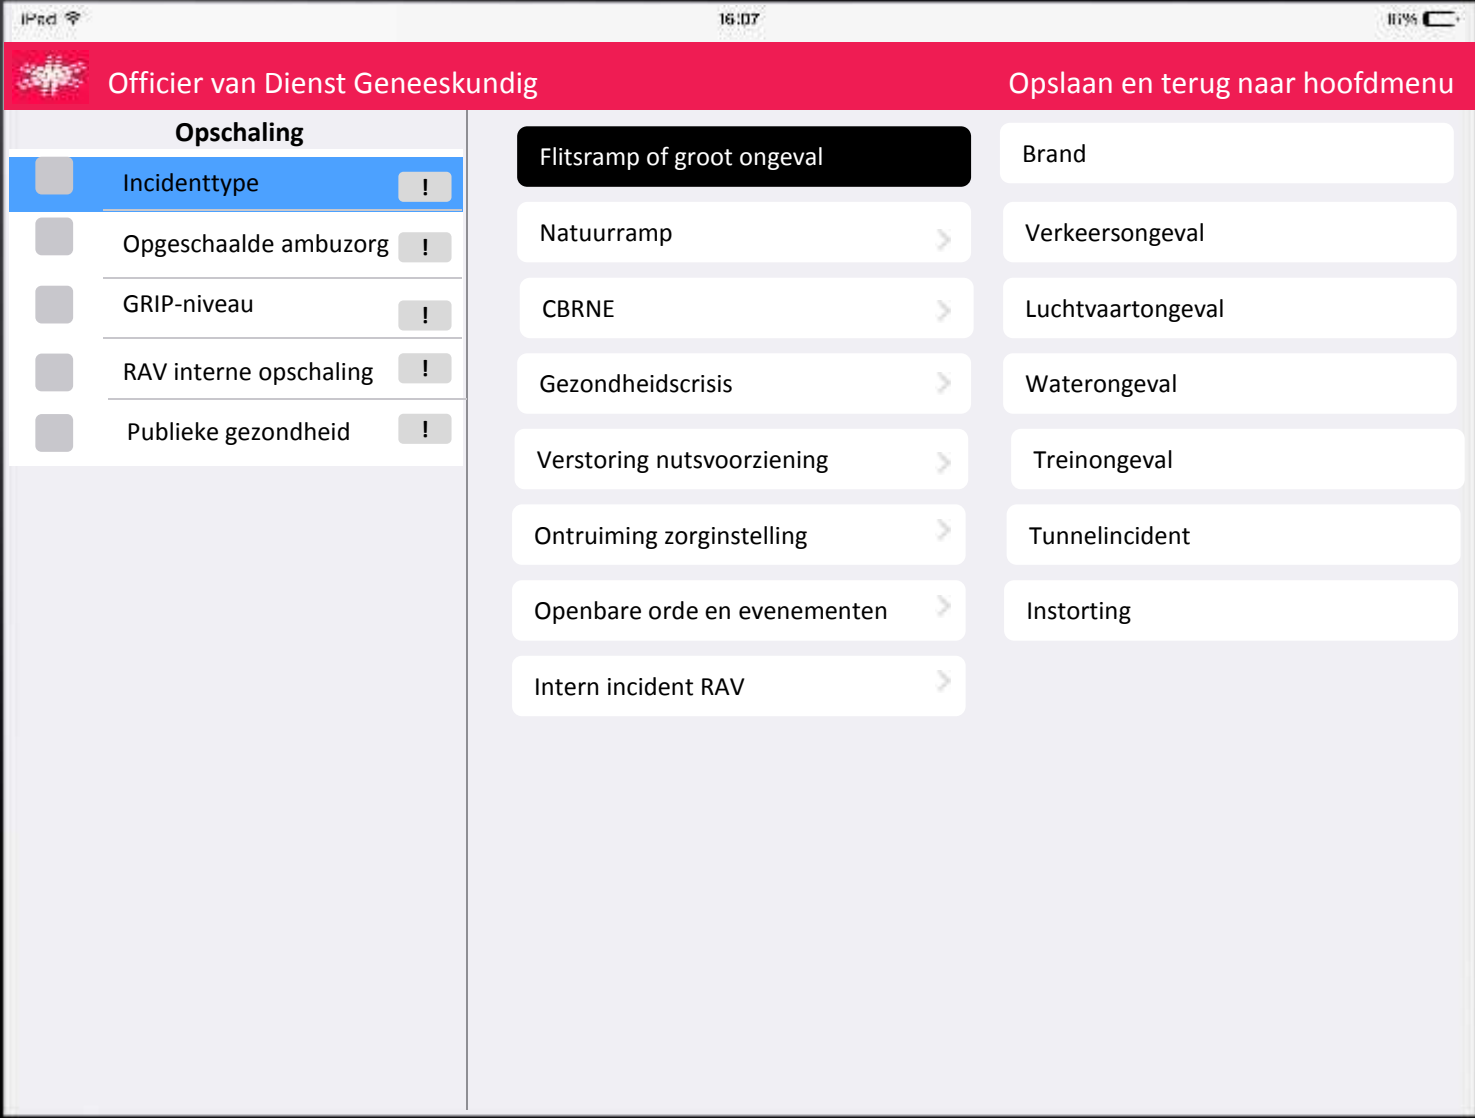 iPad
16:07
Officier van Dienst Geneeskundig
Opslaan en terug naar hoofdmenu
Opschaling
Incidenttype !
Opgeschaalde ambuzorg !
GRIP-niveau !
RAV interne opschaling !
Publieke gezondheid !
Flitsramp of groot ongeval
Natuurramp
CBRNE
Gezondheidscrisis
Verstoring nutsvoorziening
Ontruiming zorginstelling
Openbare orde en evenementen
Intern incident RAV
Brand
Verkeersongeval
Luchtvaartongeval
Waterongeval
Treinongeval
Tunnelincident
Instorting